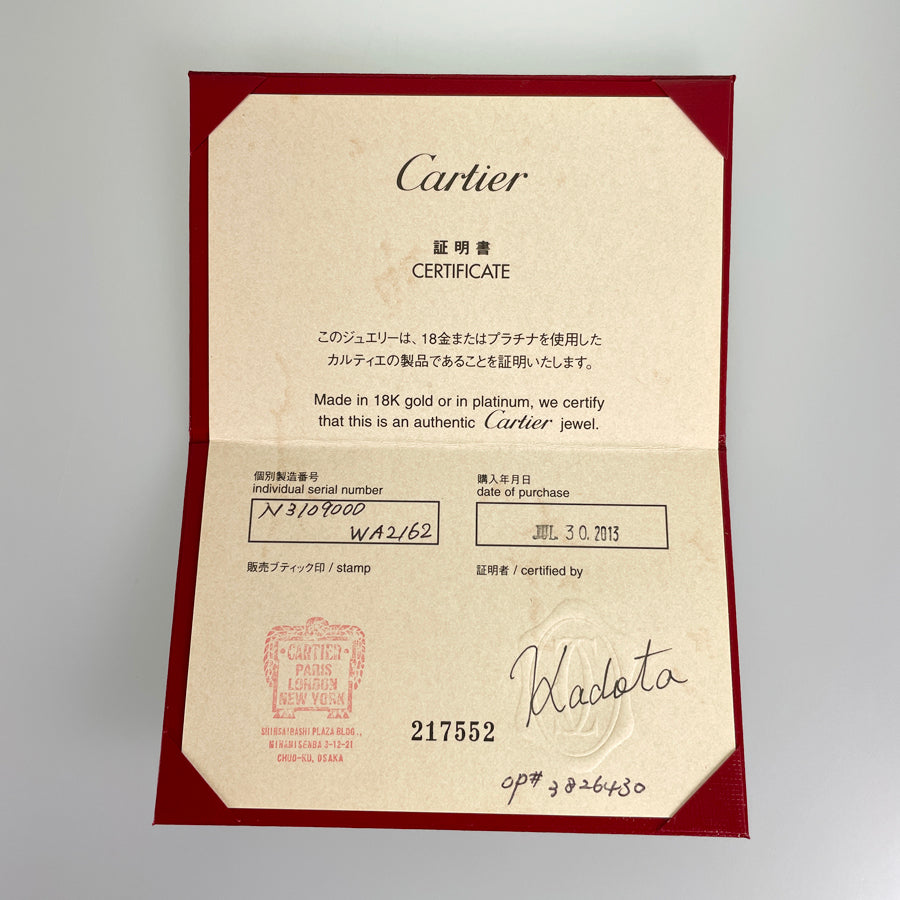 Cartier
証明書
CERTIFICATE
このジュエリーは、18金またはプラチナを使用した
カルティエの製品であることを証明いたします。
Made in 18K gold or in platinum, we certify
that this is an authentic Cartier jewel.
個別製造番号
individual serial number
N3109000
WA2162
購入年月日
date of purchase
JUL 30. 2013
販売ブティック印 / stamp
証明者 / certified by
CARTIER
PARIS
LONDON
NEW YORK
SHINSAIBASHI PLAZA BLDG.,
MINAMISENBA 3-12-21
CHUO-KU, OSAKA
217552
Kadota
OP# 3826430